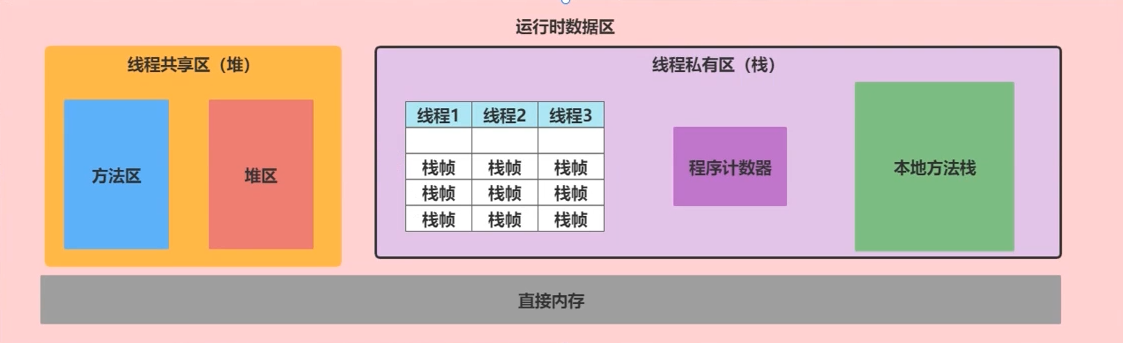 运行时数据区
线程共享区（堆）
方法区
堆区
线程私有区（栈）
线程1 线程2 线程3
栈帧 栈帧 栈帧
栈帧 栈帧 栈帧
栈帧 栈帧 栈帧
程序计数器
本地方法栈
直接内存